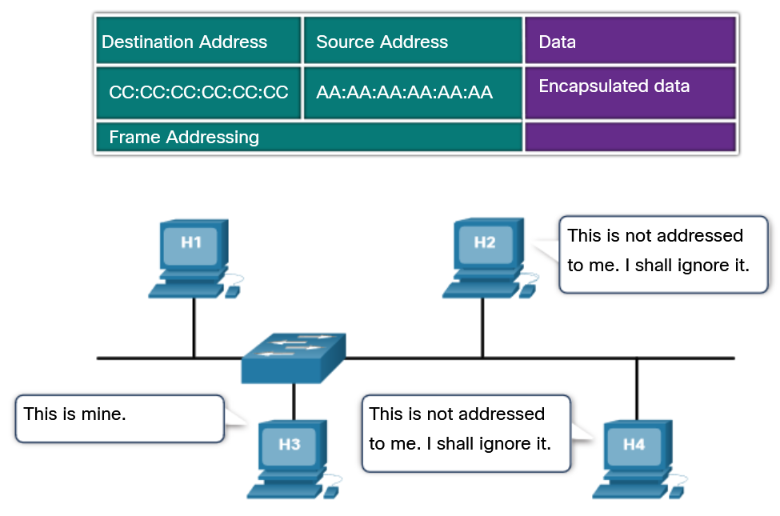 Destination Address Source Address Data
CC:CC:CC:CC:CC:CC AA:AA:AA:AA:AA:AA Encapsulated data
Frame Addressing
H1
H2
This is not addressed
to me. I shall ignore it.
This is mine.
H3
This is not addressed
to me. I shall ignore it.
H4